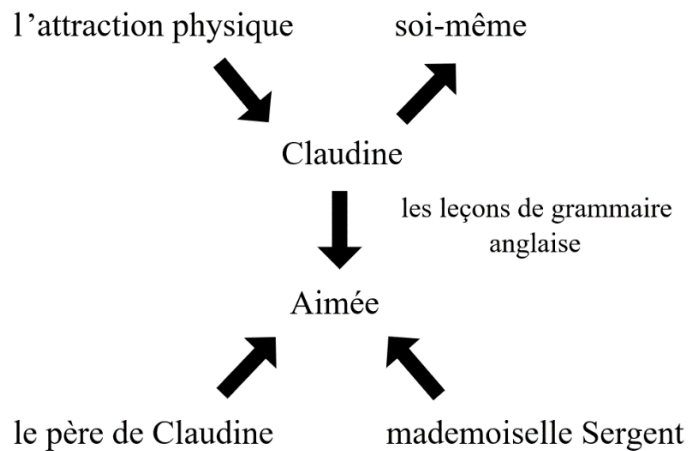 l’attraction physique
soi-même
Claudine
les leçons de grammaire
anglaise
Aimée
le père de Claudine
mademoiselle Sergent